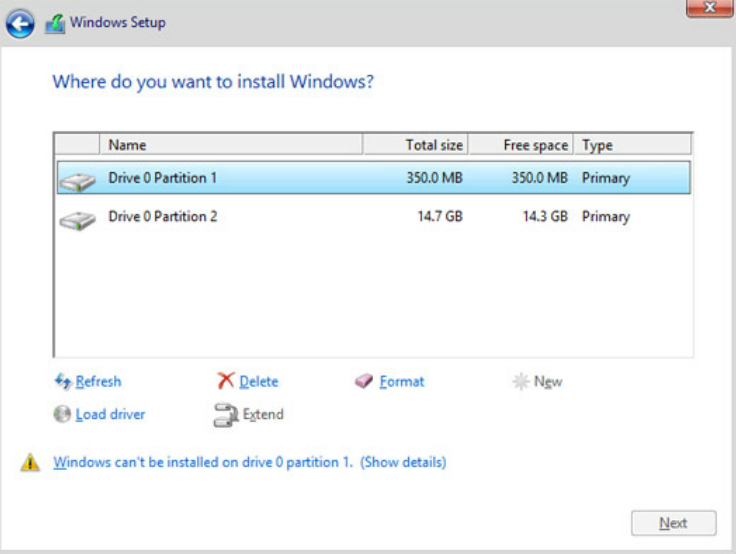 Windows Setup
Where do you want to install Windows?
Name Total size Free space Type
Drive 0 Partition 1 350.0 MB 350.0 MB Primary
Drive 0 Partition 2 14.7 GB 14.3 GB Primary
Refresh Delete Format New
Load driver Extend
Windows can't be installed on drive 0 partition 1. (Show details)
Next